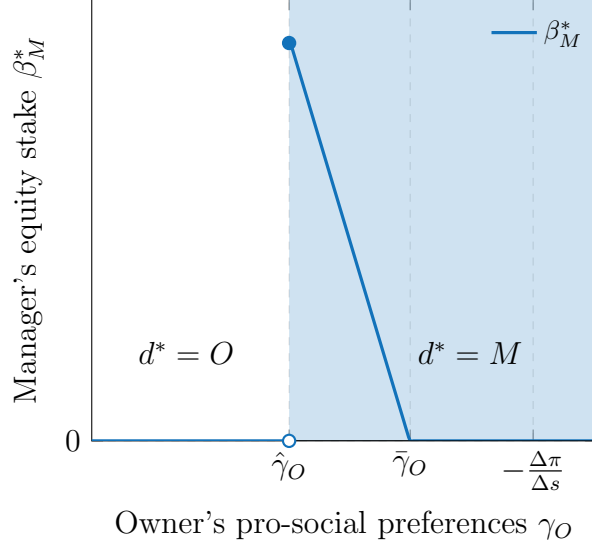 β*_M
Manager's equity stake β*_M
d* = O
d* = M
0
γ̂_O
γ̄_O
−Δπ/Δs
Owner's pro-social preferences γ_O